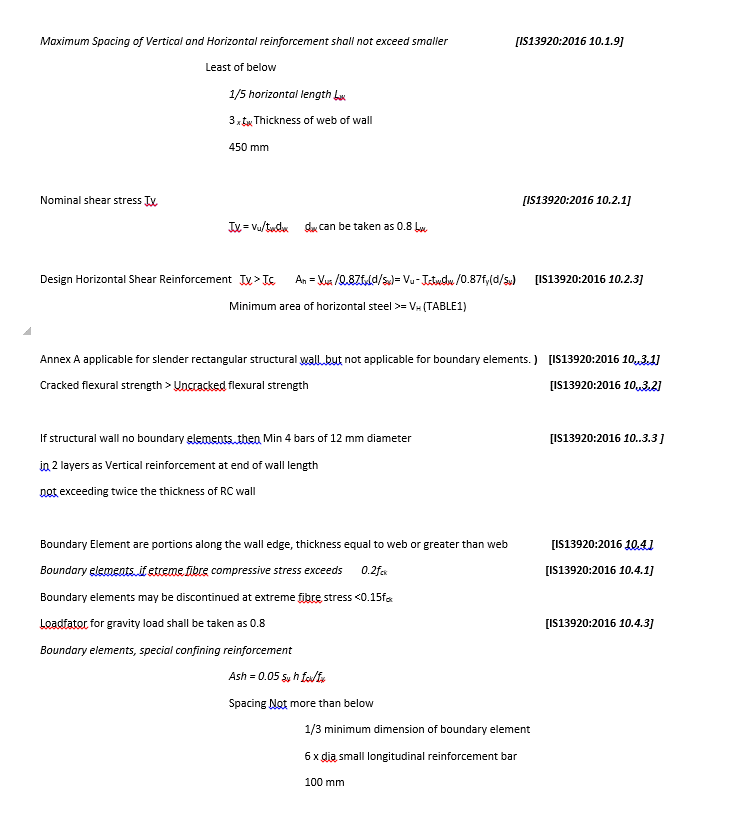 Maximum Spacing of Vertical and Horizontal reinforcement shall not exceed smaller [IS13920:2016 10.1.9]
Least of below
1/5 horizontal length Lw
3 x tw Thickness of web of wall
450 mm
Nominal shear stress Tv [IS13920:2016 10.2.1]
Tv = vu/twdw dw can be taken as 0.8 Lw
Design Horizontal Shear Reinforcement Tv > Tc Ah = Vus /0.87fy(d/sv)= Vu - Tctwdw /0.87fy(d/sv) [IS13920:2016 10.2.3]
Minimum area of horizontal steel >= VH (TABLE1)
Annex A applicable for slender rectangular structural wall but not applicable for boundary elements. ) [IS13920:2016 10..3.1]
Cracked flexural strength > Uncracked flexural strength [IS13920:2016 10..3.2]
If structural wall no boundary elements then Min 4 bars of 12 mm diameter [IS13920:2016 10..3.3 ]
in 2 layers as Vertical reinforcement at end of wall length
not exceeding twice the thickness of RC wall
Boundary Element are portions along the wall edge, thickness equal to web or greater than web [IS13920:2016 10.4 ]
Boundary elements if etreme fibre compressive stress exceeds 0.2fck [IS13920:2016 10.4.1]
Boundary elements may be discontinued at extreme fibre stress <0.15fck
Loadfator for gravity load shall be taken as 0.8 [IS13920:2016 10.4.3]
Boundary elements, special confining reinforcement
Ash = 0.05 sv h fck/fy
Spacing Not more than below
1/3 minimum dimension of boundary element
6 x dia small longitudinal reinforcement bar
100 mm